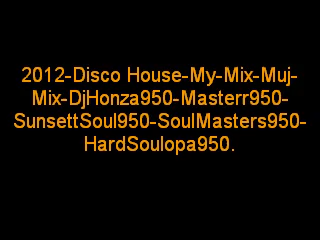 2012-Disco House-My-Mix-Muj-
Mix-DjHonza950-Masterr950-
SunsettSoul950-SoulMasters950-
HardSoulopa950.